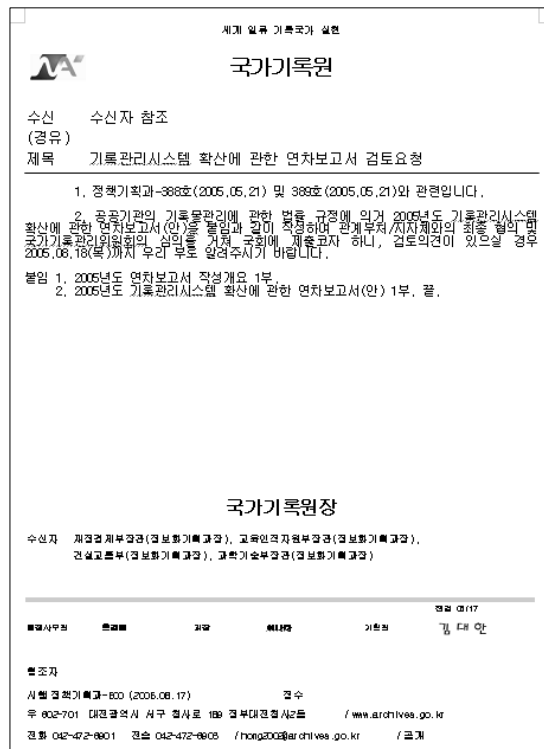 세계 일류 기록국가 실현
국가기록원
수신 수신자 참조
(경유)
제목 기록관리시스템 확산에 관한 연차보고서 검토요청
1. 정책기획과-388호(2005.05.21) 및 389호(2005.05.21)와 관련입니다.
2. 공공기관의 기록물관리에 관한 법률 규정에 의거 2005년도 기록관리시스템
확산에 관한 연차보고서(안)을 붙임과 같이 작성하여 관계부처/지자체와의 최종 협의 및
국가기록관리위원회의 심의를 거쳐 국회에 제출코자 하니, 검토의견이 있으실 경우
2005.08.18(목)까지 우리 부로 알려주시기 바랍니다.
붙임 1. 2005년도 연차보고서 작성개요 1부.
2. 2005년도 기록관리시스템 확산에 관한 연차보고서(안) 1부. 끝.
국가기록원장
수신자 재정경제부장관(정보화기획과장), 교육인적자원부장관(정보화기획과장),
건설교통부(정보화기획과장), 과학기술부장관(정보화기획과장)
전결 08/17
행정사무관 과장 김대한
협조자
시행 정책기획과-800 (2005.08.17) 접수
우 602-701 대전광역시 서구 청사로 189 정부대전청사2동 / www.archives.go.kr
전화 042-472-6901 전송 042-472-6903 /hong2003@archives.go.kr / 공개